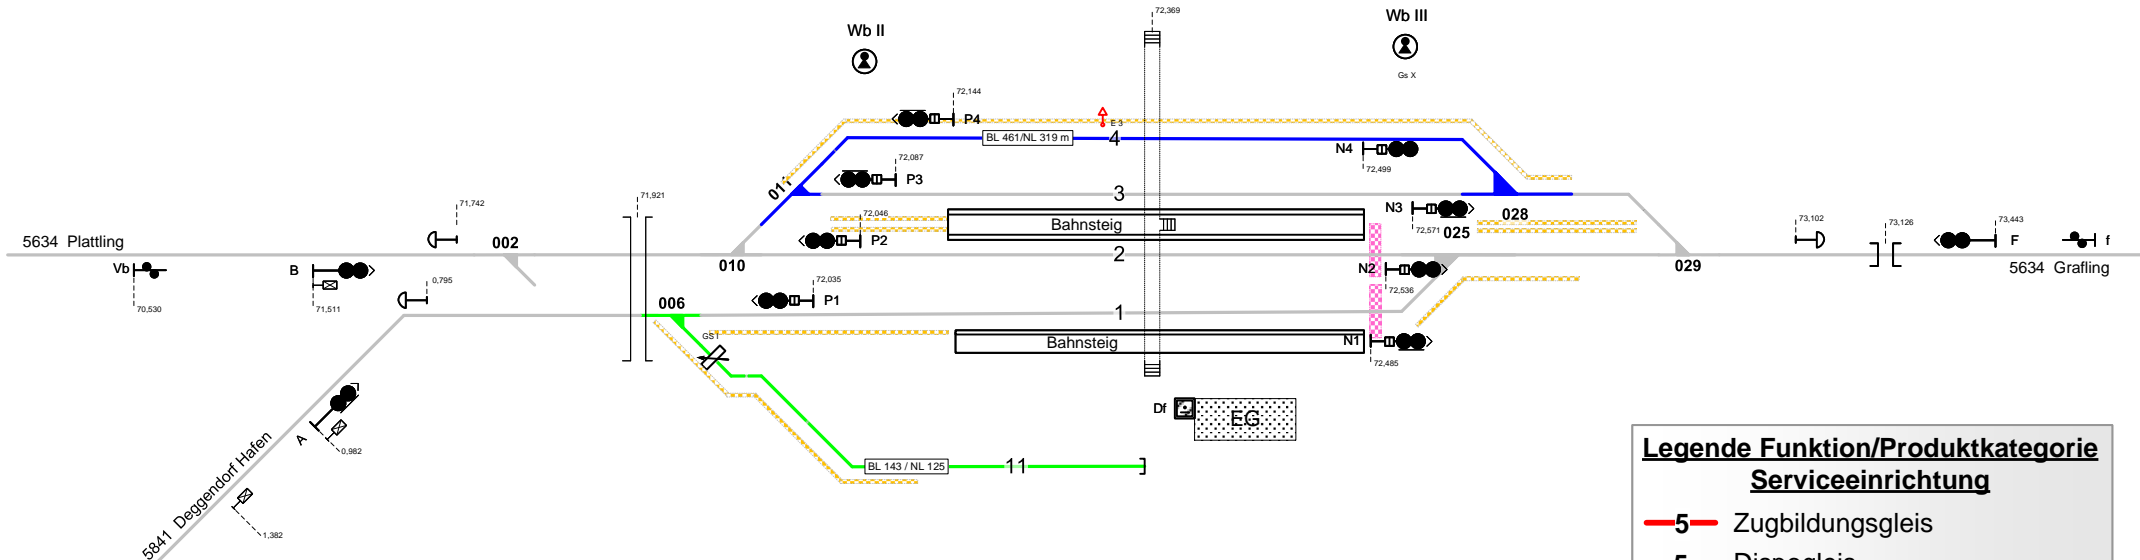 72,369
Wb II
Wb III
Gs X
72,144
P4
E 3
BL 461/NL 319 m
4
N4
72,499
72,087
P3
011
3
71,921
71,742
72,046
Bahnsteig
N3
72,571
025
028
73,102
73,126
73,443
5634 Plattling
002
P2
F
f
Vb
B
010
2
N2
029
5634 Grafling
70,530
71,511
0,795
72,035
006
P1
1
72,536
GS I
Bahnsteig
N1
72,485
Df
EG
A
0,982
BL 143 / NL 125
11
1,382
5841 Deggendorf Hafen
Legende Funktion/Produktkategorie
Serviceeinrichtung
5 Zugbildungsgleis
5 Dispogleis